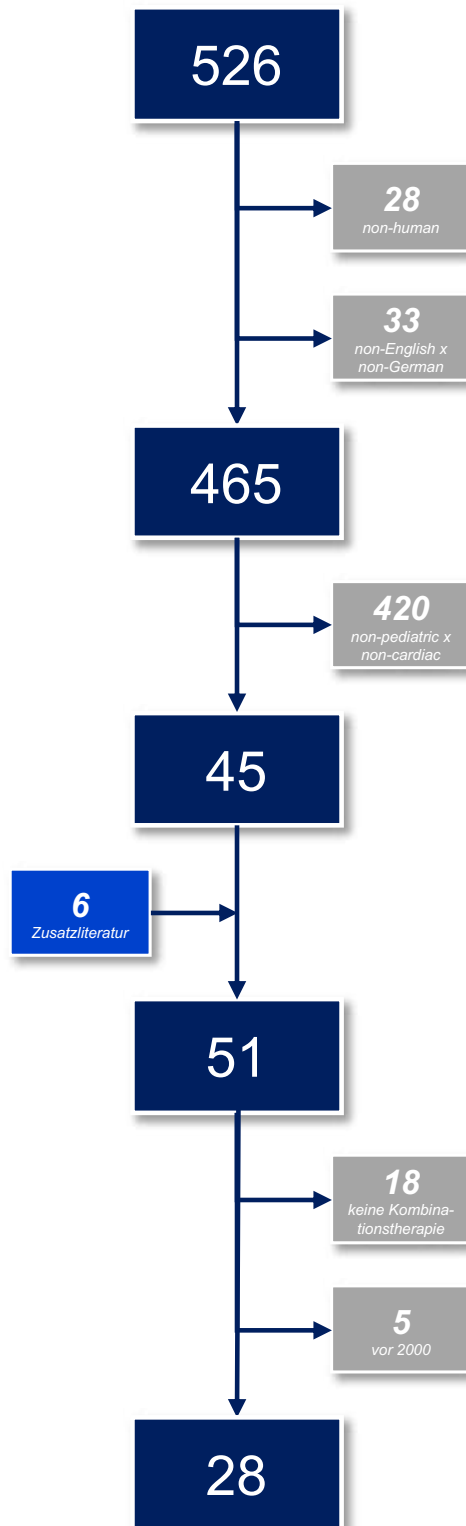 526
28
non-human
33
non-English x
non-German
465
420
non-pediatric x
non-cardiac
45
6
Zusatzliteratur
51
18
keine Kombina-
tionstherapie
5
vor 2000
28